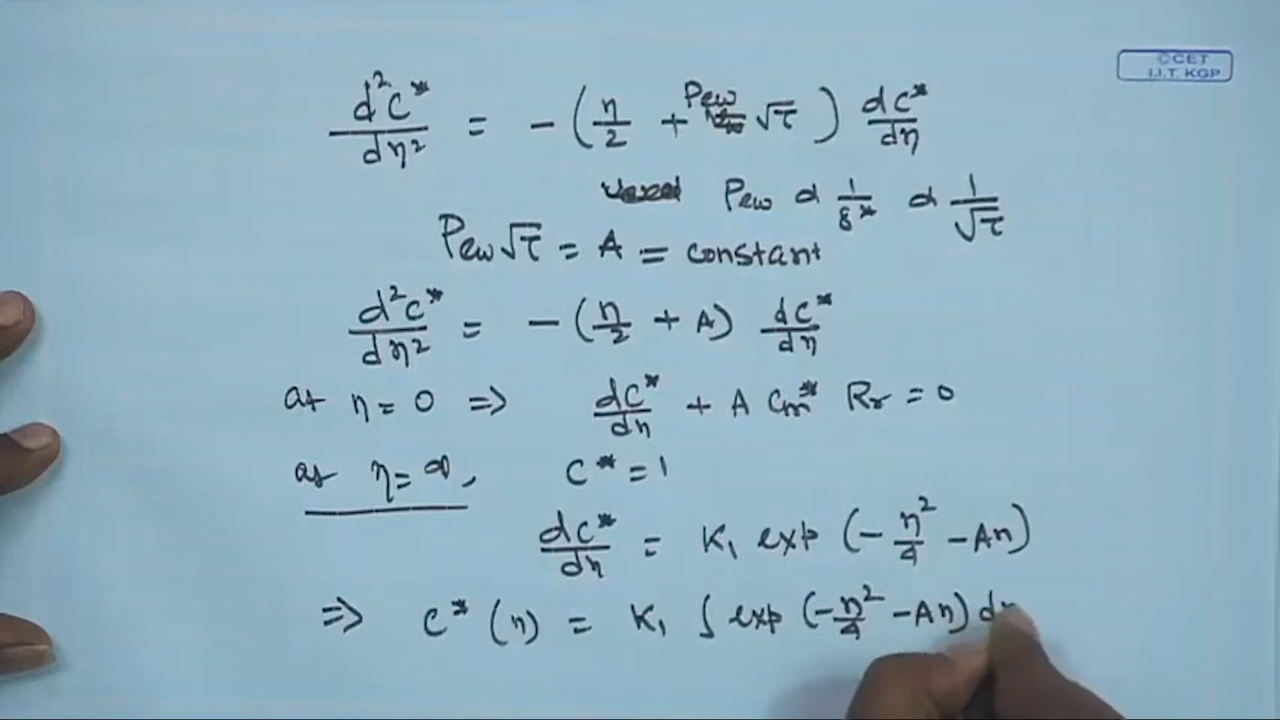 ©CET
I.I.T. KGP
d²c*/dη² = - (η/2 + Pew √τ) dc*/dη
Pew α 1/δ* α 1/√τ
Pew√τ = A = constant
d²c*/dη² = - (η/2 + A) dc*/dη
at η = 0 ⇒ dc*/dη + A Cm* Rr = 0
at η = ∞, c* = 1
dc*/dη = K₁ exp (- η²/4 - Aη)
⇒ c* (η) = K₁ ∫ exp (- η²/4 - Aη) d